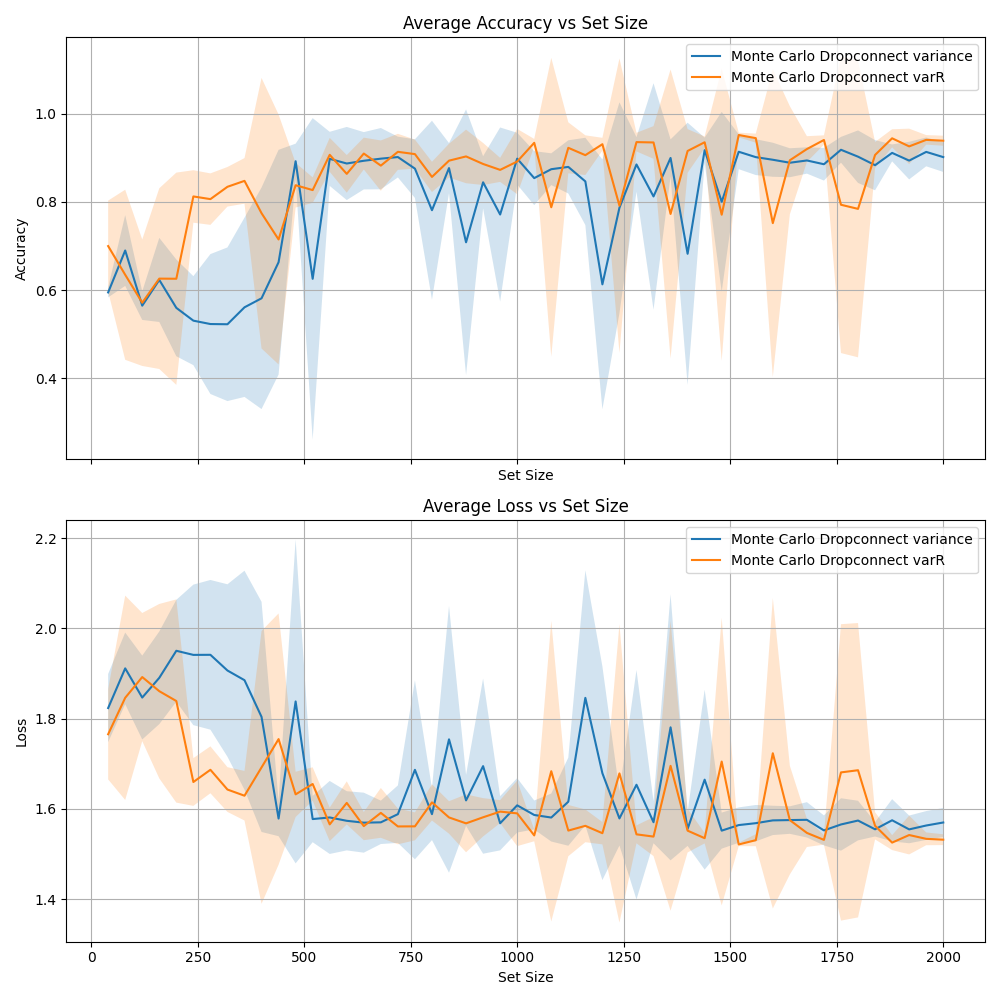 Average Accuracy vs Set Size
Monte Carlo Dropconnect variance
Monte Carlo Dropconnect varR
1.0
0.8
0.6
0.4
Accuracy
Set Size
Average Loss vs Set Size
Monte Carlo Dropconnect variance
Monte Carlo Dropconnect varR
2.2
2.0
1.8
1.6
1.4
Loss
0 250 500 750 1000 1250 1500 1750 2000
Set Size